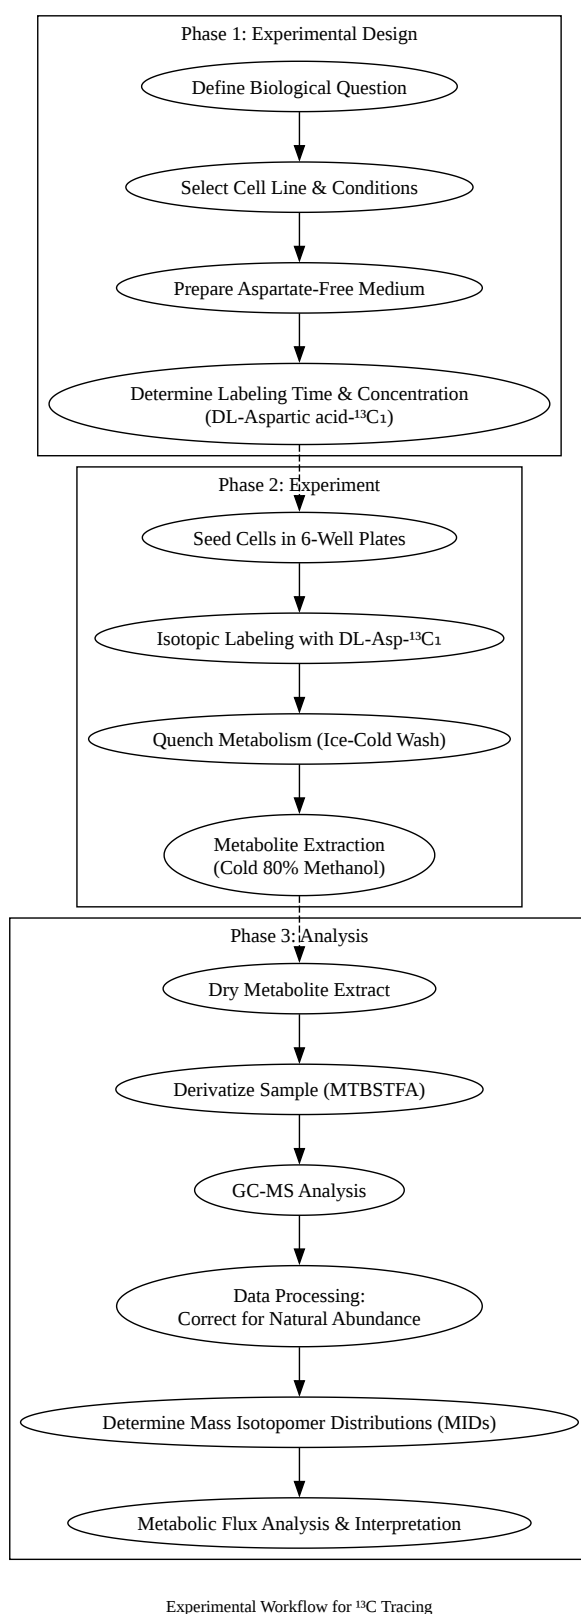 Phase 1: Experimental Design
Define Biological Question
Select Cell Line & Conditions
Prepare Aspartate-Free Medium
Determine Labeling Time & Concentration
(DL-Aspartic acid-¹³C₁)
Phase 2: Experiment
Seed Cells in 6-Well Plates
Isotopic Labeling with DL-Asp-¹³C₁
Quench Metabolism (Ice-Cold Wash)
Metabolite Extraction
(Cold 80% Methanol)
Phase 3: Analysis
Dry Metabolite Extract
Derivatize Sample (MTBSTFA)
GC-MS Analysis
Data Processing:
Correct for Natural Abundance
Determine Mass Isotopomer Distributions (MIDs)
Metabolic Flux Analysis & Interpretation
Experimental Workflow for ¹³C Tracing